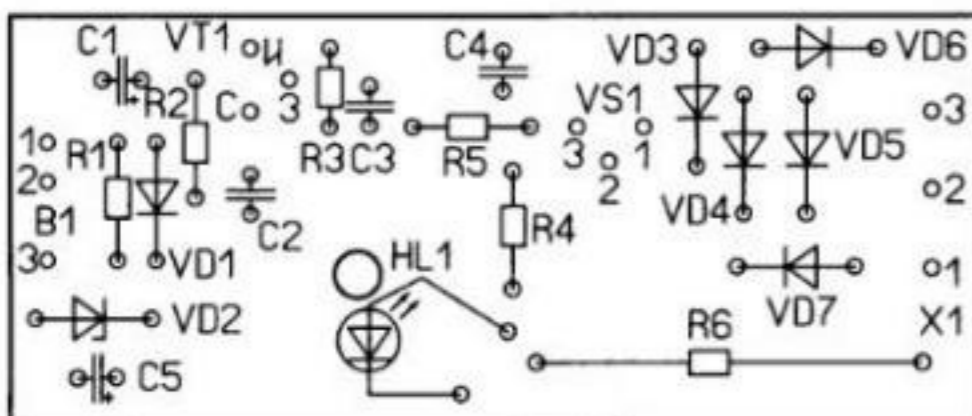 C1 VT1 И C4 VD3 VD6
R2 C 3 VS1 3
1 R1 R3 C3 R5 3 1 VD5
2 2 2
B1 C2 R4 VD4
3 VD1 HL1 1
VD2 VD7
R6 X1
C5